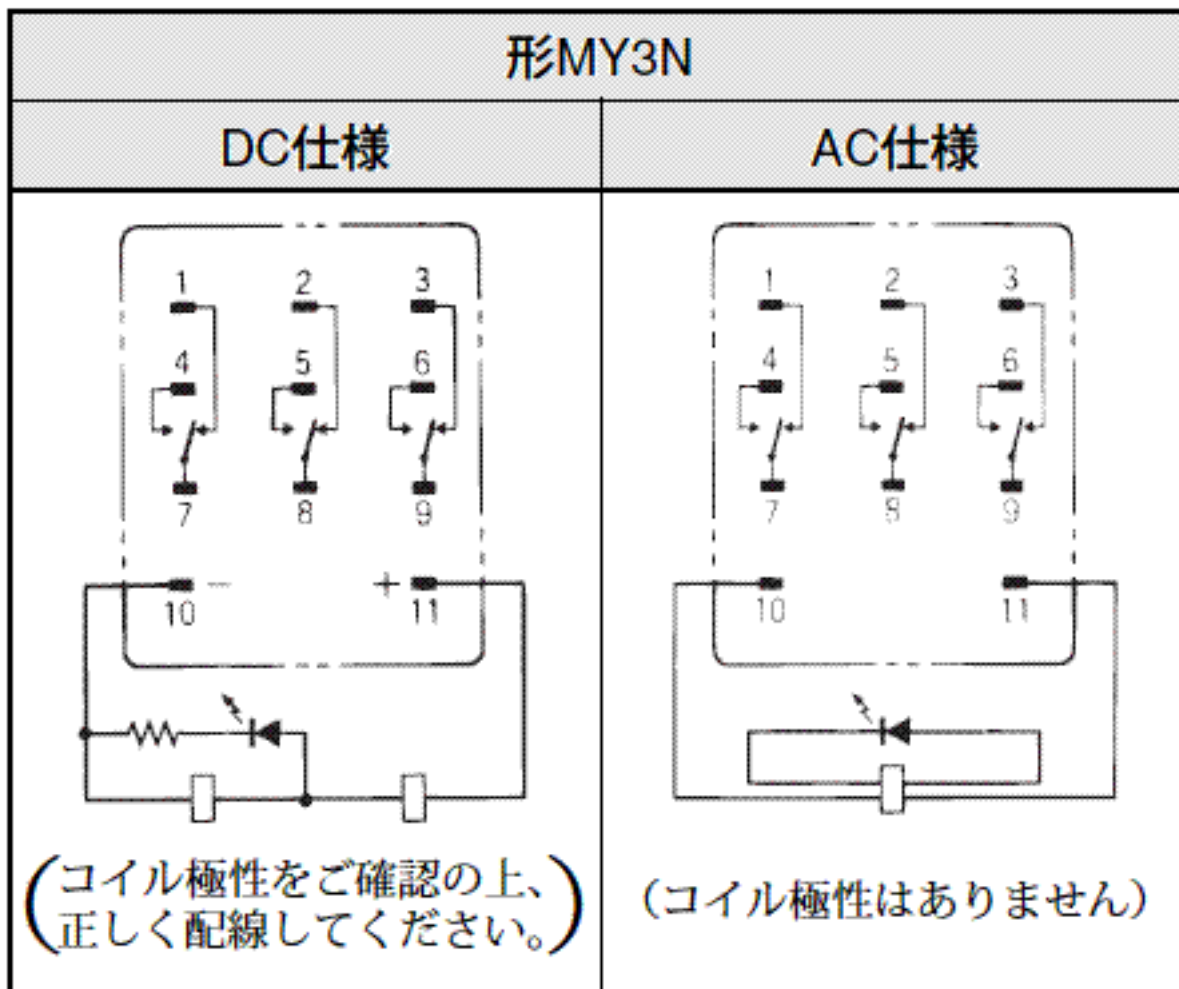 形MY3N
DC仕様
AC仕様
1 2 3
4 5 6
7 8 9
10 − + 11
1 2 3
4 5 6
7 8 9
10 11
(コイル極性をご確認の上、
正しく配線してください。)
(コイル極性はありません)